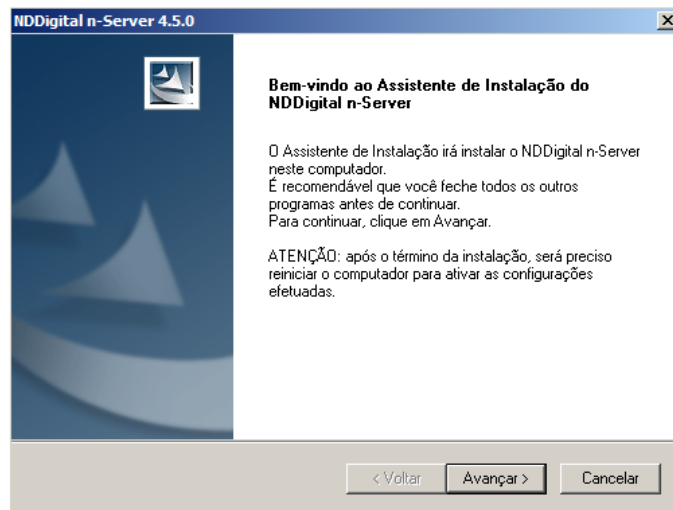 NDDigital n-Server 4.5.0
Bem-vindo ao Assistente de Instalação do
NDDigital n-Server
O Assistente de Instalação irá instalar o NDDigital n-Server
neste computador.
É recomendável que você feche todos os outros
programas antes de continuar.
Para continuar, clique em Avançar.
ATENÇÃO: após o término da instalação, será preciso
reiniciar o computador para ativar as configurações
efetuadas.
< Voltar
Avançar >
Cancelar